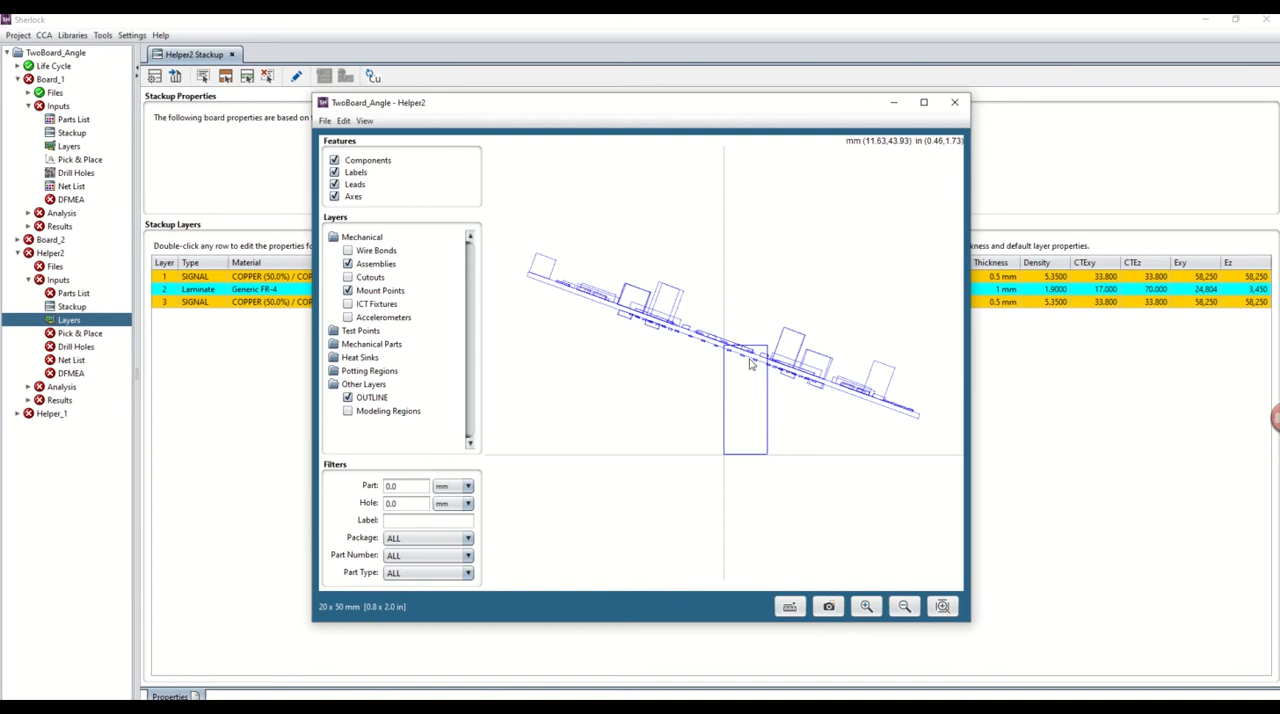 Sherlock
Project CCA Libraries Tools Settings Help
TwoBoard_Angle
Life Cycle
Board_1
Files
Inputs
Parts List
Stackup
Layers
Pick & Place
Drill Holes
Net List
DFMEA
Analysis
Results
Board_2
Helper2
Files
Inputs
Parts List
Stackup
Layers
Pick & Place
Drill Holes
Net List
DFMEA
Analysis
Results
Helper_1
Helper2 Stackup
Cu
Stackup Properties
The following board properties are based on
Stackup Layers
Double-click any row to edit the properties fo
ckness and default layer properties.
Layer Type Material Thickness Density CTExy CTEz Exy Ez
1 SIGNAL COPPER (50.0%) / COP 0.5 mm 5.3500 33.800 33.800 58,250 58,250
2 Laminate Generic FR-4 1 mm 1.9000 17.000 70.000 24,804 3,450
3 SIGNAL COPPER (50.0%) / COP 0.5 mm 5.3500 33.800 33.800 58,250 58,250
TwoBoard_Angle - Helper2
File Edit View
mm (11.63,43.93) in (0.46,1.73)
Features
Components
Labels
Leads
Axes
Layers
Mechanical
Wire Bonds
Assemblies
Cutouts
Mount Points
ICT Fixtures
Accelerometers
Test Points
Mechanical Parts
Heat Sinks
Potting Regions
Other Layers
OUTLINE
Modeling Regions
Filters
Part: 0.0 mm
Hole: 0.0 mm
Label:
Package: ALL
Part Number: ALL
Part Type: ALL
20 x 50 mm [0.8 x 2.0 in]
Properties